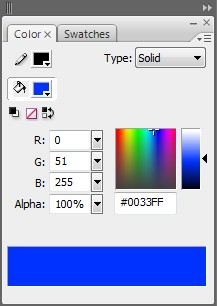 Color × Swatches
Type: Solid
R: 0
G: 51
B: 255
Alpha: 100%
#0033FF